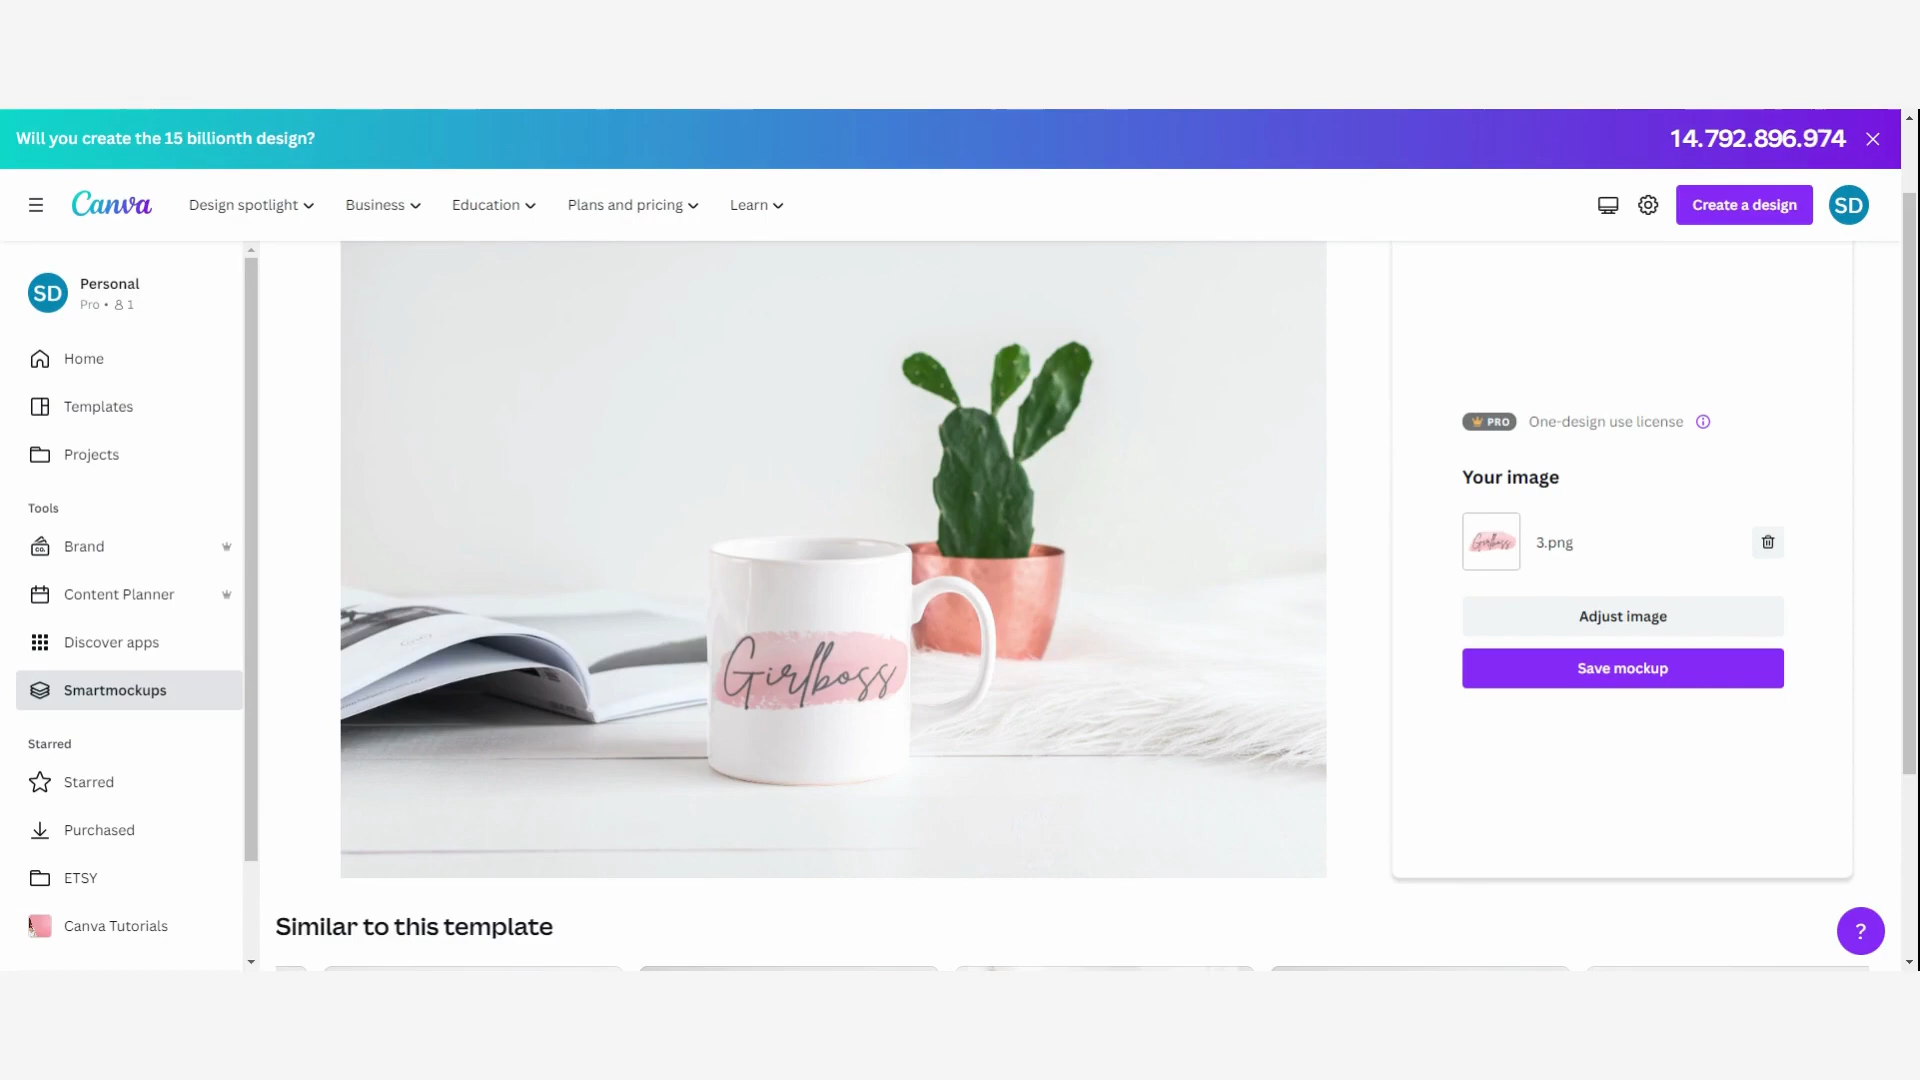 Will you create the 15 billionth design?
14.792.896.974
Canva
Design spotlight
Business
Education
Plans and pricing
Learn
Create a design
SD
SD
Personal
Pro • 1
Home
Templates
Projects
Tools
Brand
Content Planner
Discover apps
Smartmockups
Starred
Starred
Purchased
ETSY
Canva Tutorials
Girlboss
PRO One-design use license
Your image
Girlboss
3.png
Adjust image
Save mockup
Similar to this template
?